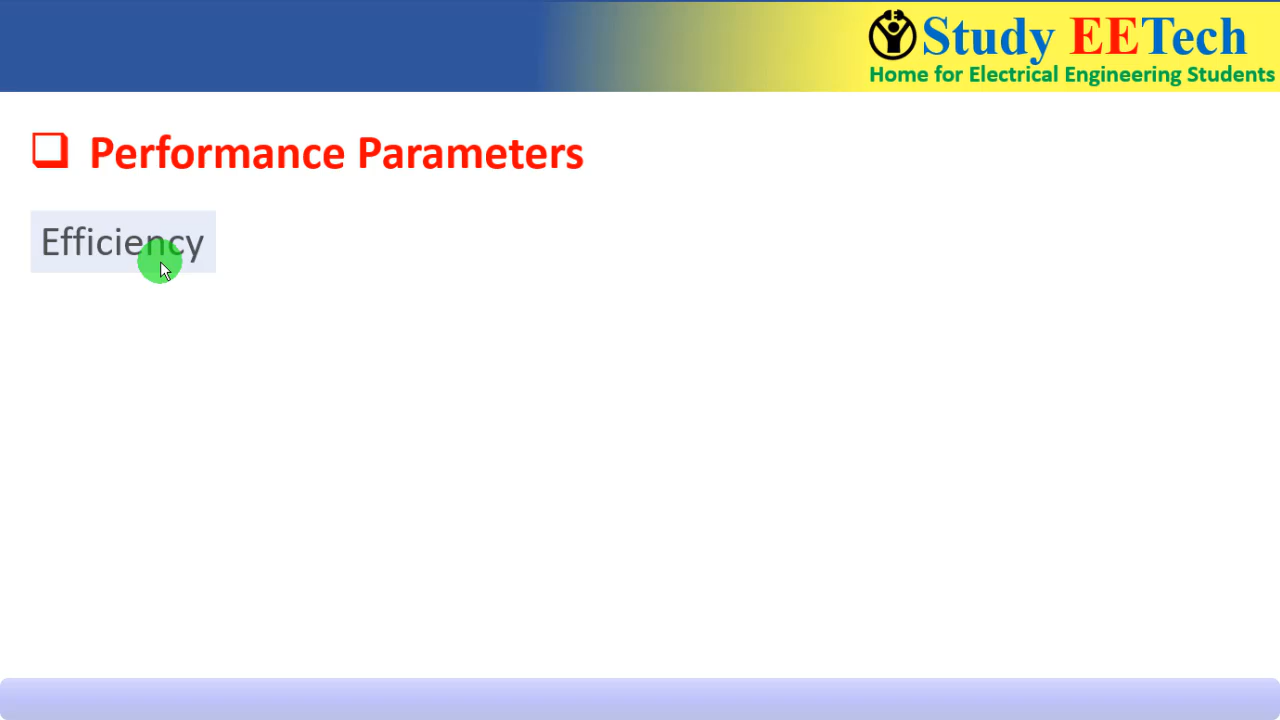 Study EETech
Home for Electrical Engineering Students
Performance Parameters
Efficiency